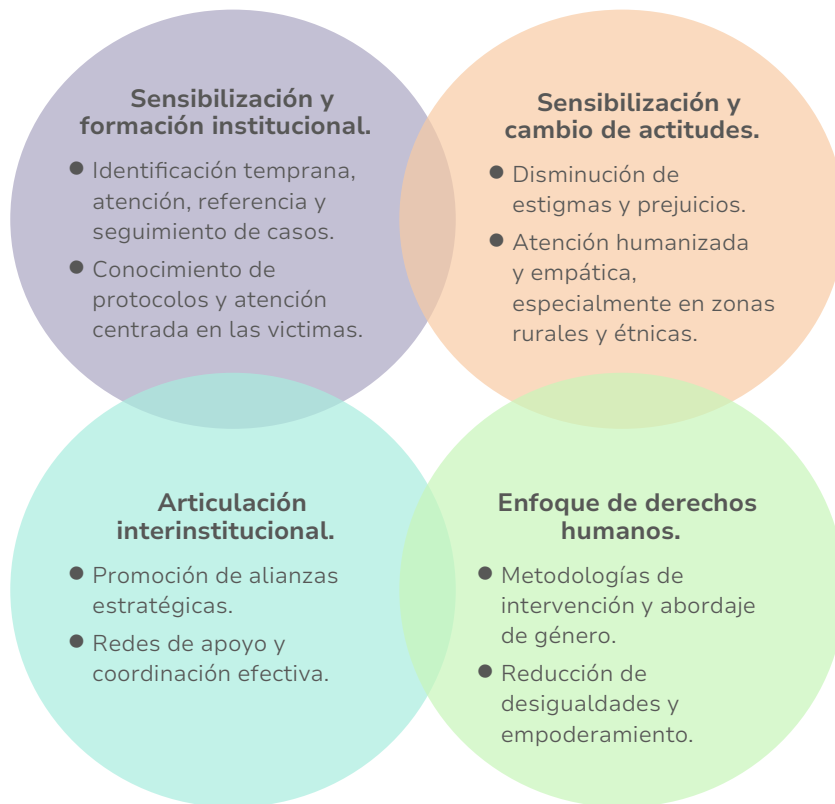 Sensibilización y
formación institucional.
● Identificación temprana,
atención, referencia y
seguimiento de casos.
● Conocimiento de
protocolos y atención
centrada en las victimas.
Sensibilización y
cambio de actitudes.
● Disminución de
estigmas y prejuicios.
● Atención humanizada
y empática,
especialmente en zonas
rurales y étnicas.
Articulación
interinstitucional.
● Promoción de alianzas
estratégicas.
● Redes de apoyo y
coordinación efectiva.
Enfoque de derechos
humanos.
● Metodologías de
intervención y abordaje
de género.
● Reducción de
desigualdades y
empoderamiento.